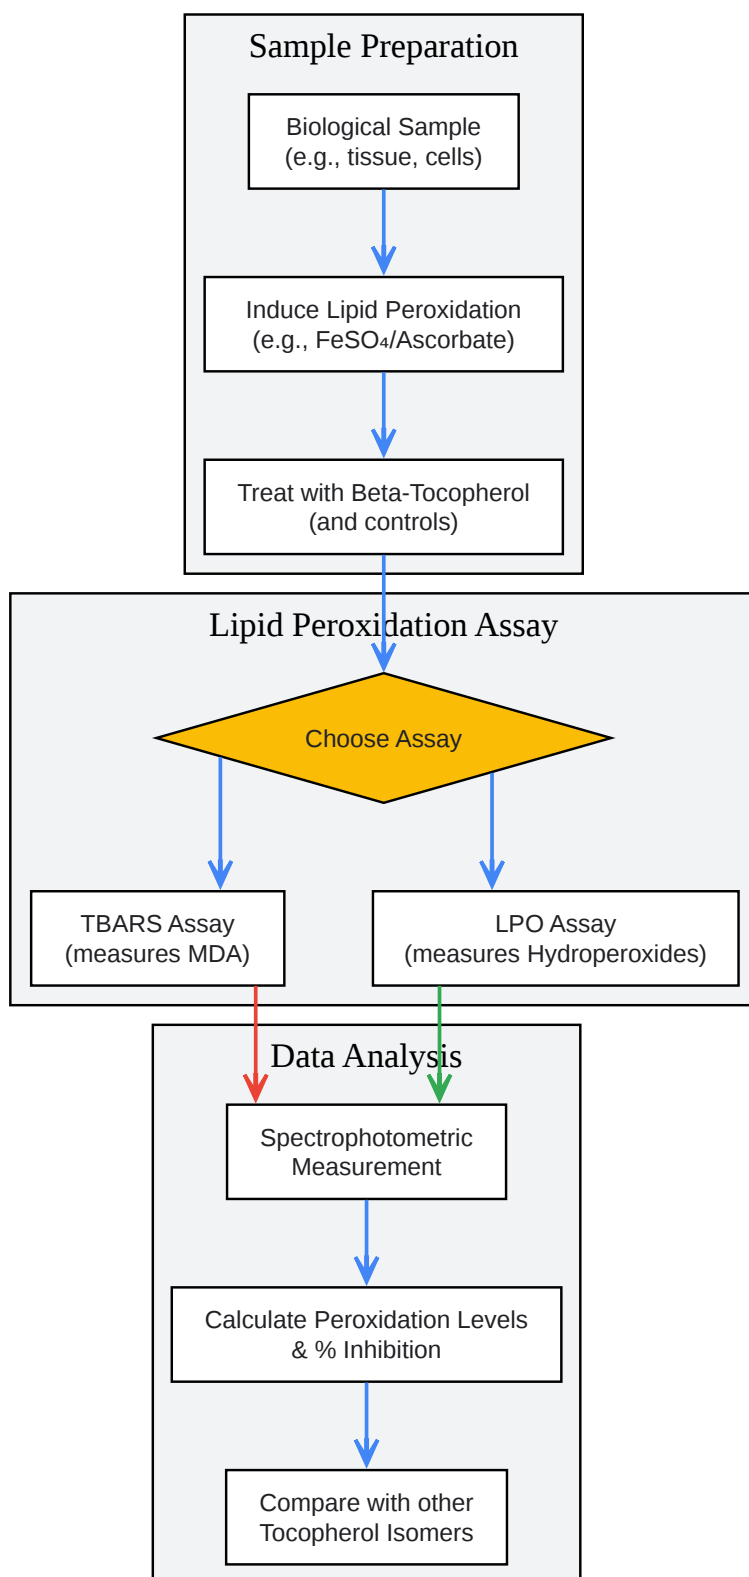 Sample Preparation
Biological Sample
(e.g., tissue, cells)
Induce Lipid Peroxidation
(e.g., FeSO₄/Ascorbate)
Treat with Beta-Tocopherol
(and controls)
Lipid Peroxidation Assay
Choose Assay
TBARS Assay
(measures MDA)
LPO Assay
(measures Hydroperoxides)
Data Analysis
Spectrophotometric
Measurement
Calculate Peroxidation Levels
& % Inhibition
Compare with other
Tocopherol Isomers